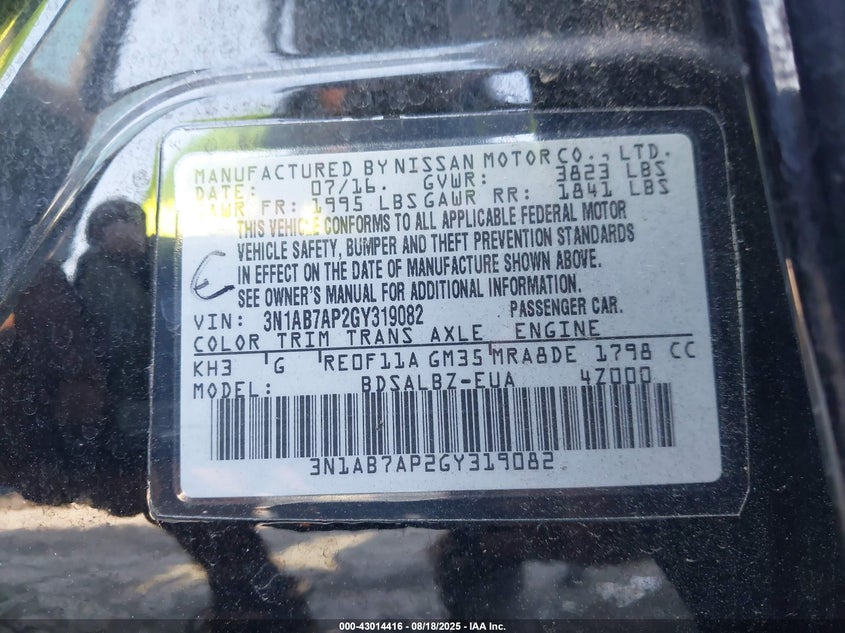 MANUFACTURED BY NISSAN MOTOR CO., LTD.
DATE: 07/16. GVWR: 3823 LBS
GAWR FR: 1995 LBS GAWR RR: 1841 LBS
THIS VEHICLE CONFORMS TO ALL APPLICABLE FEDERAL MOTOR
VEHICLE SAFETY, BUMPER AND THEFT PREVENTION STANDARDS
IN EFFECT ON THE DATE OF MANUFACTURE SHOWN ABOVE.
SEE OWNER'S MANUAL FOR ADDITIONAL INFORMATION.
VIN: 3N1AB7AP2GY319082 PASSENGER CAR.
COLOR TRIM TRANS AXLE ENGINE
KH3 G RE0F11A GM35 MRA8DE 1798 CC
MODEL: BDSALBZ-EUA 4Z000
3N1AB7AP2GY319082
000-43014416 - 08/18/2025 - IAA Inc.